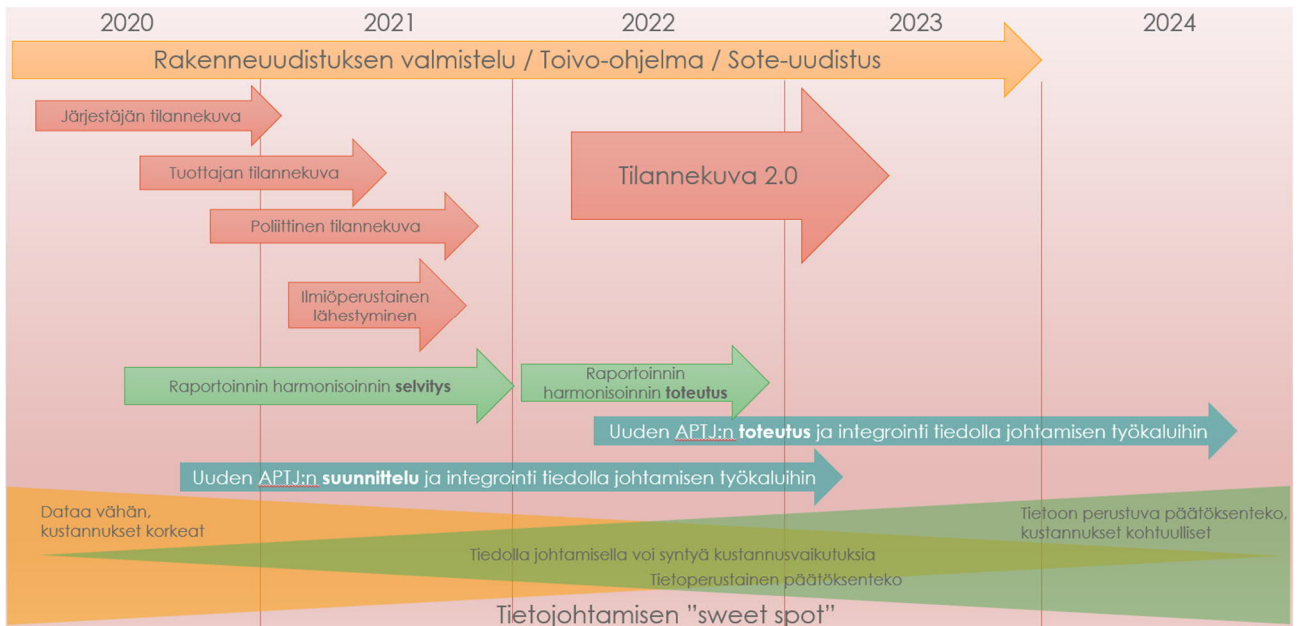 2020 2021 2022 2023 2024
Rakenneuudistuksen valmistelu / Toivo-ohjelma / Sote-uudistus
Järjestäjän tilannekuva
Tuottajan tilannekuva
Tilannekuva 2.0
Poliittinen tilannekuva
Ilmiöperustainen
lähestyminen
Raportoinnin harmonisoinnin selvitys
Raportoinnin
harmonisoinnin toteutus
Uuden APTJ:n toteutus ja integrointi tiedolla johtamisen työkaluihin
Uuden APTJ:n suunnittelu ja integrointi tiedolla johtamisen työkaluihin
Dataa vähän,
kustannukset korkeat
Tietoon perustuva päätöksenteko,
kustannukset kohtuulliset
Tiedolla johtamisella voi syntyä kustannusvaikutuksia
Tietoperustainen päätöksenteko
Tietojohtamisen ”sweet spot”